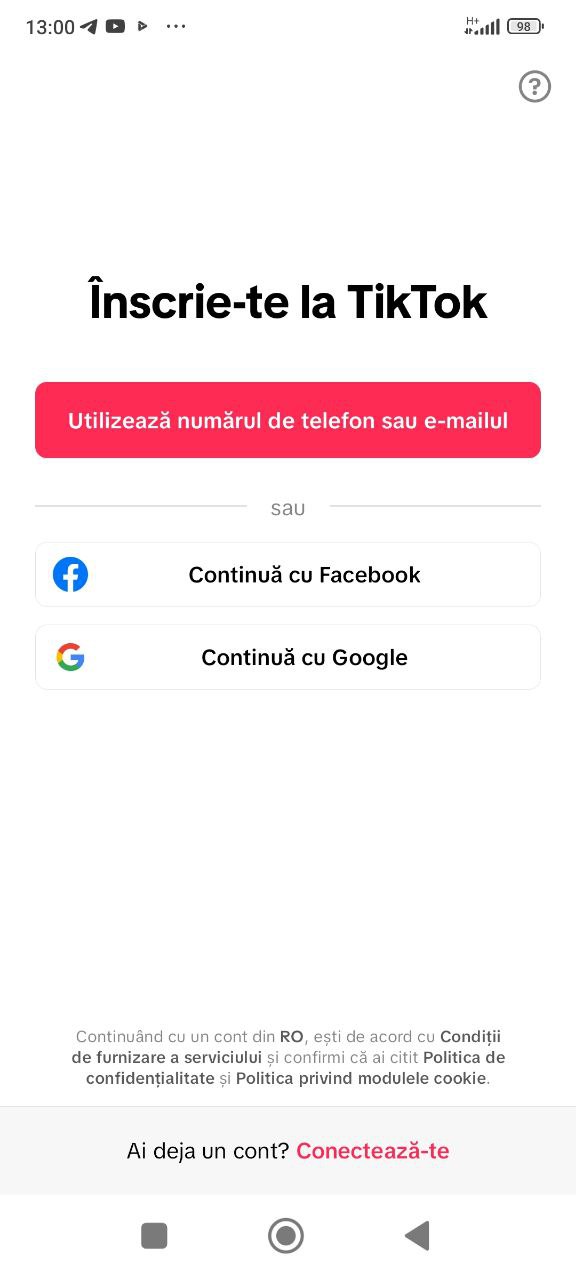 13:00
H+
98
Înscrie-te la TikTok
Utilizează numărul de telefon sau e-mailul
sau
Continuă cu Facebook
Continuă cu Google
Continuând cu un cont din RO, ești de acord cu Condiții
de furnizare a serviciului și confirmi că ai citit Politica de
confidențialitate și Politica privind modulele cookie.
Ai deja un cont? Conectează-te